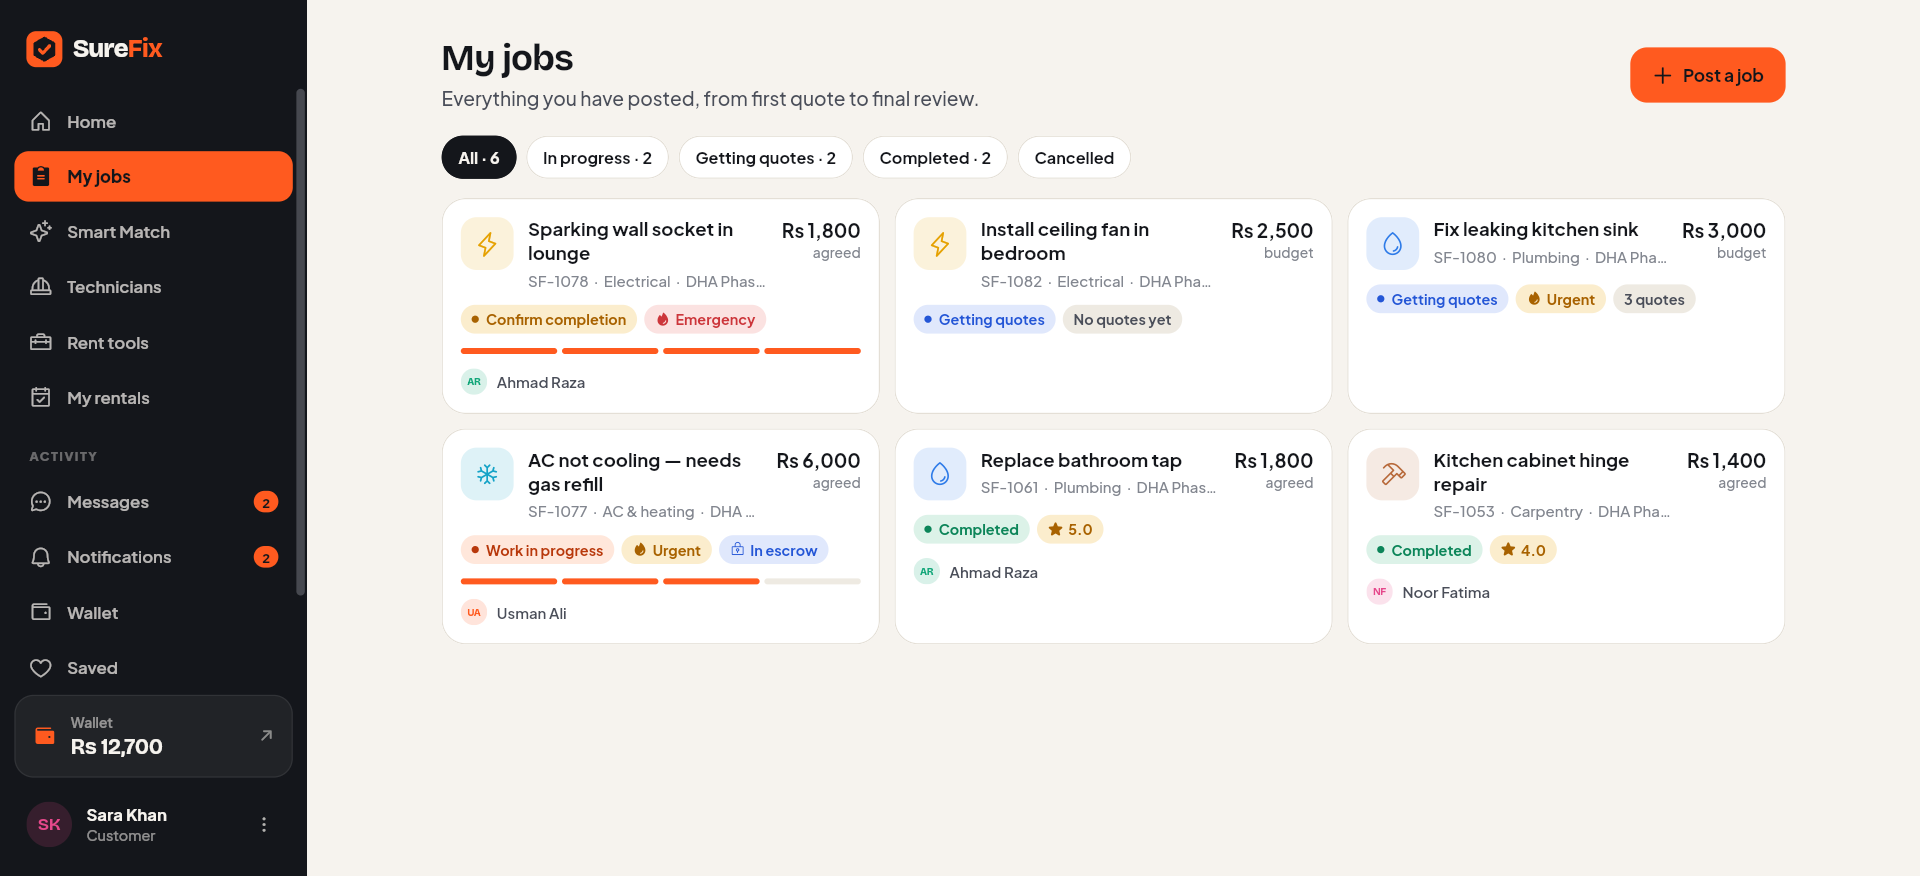 SureFix
Home
My jobs
Smart Match
Technicians
Rent tools
My rentals
ACTIVITY
Messages 2
Notifications 2
Wallet
Saved
Wallet
Rs 12,700
SK
Sara Khan
Customer
My jobs
Everything you have posted, from first quote to final review.
Post a job
All · 6
In progress · 2
Getting quotes · 2
Completed · 2
Cancelled
Sparking wall socket in
lounge
Rs 1,800
agreed
SF-1078 · Electrical · DHA Phas…
Confirm completion
Emergency
AR
Ahmad Raza
Install ceiling fan in
bedroom
Rs 2,500
budget
SF-1082 · Electrical · DHA Pha…
Getting quotes
No quotes yet
Fix leaking kitchen sink
Rs 3,000
budget
SF-1080 · Plumbing · DHA Pha…
Getting quotes
Urgent
3 quotes
AC not cooling — needs
gas refill
Rs 6,000
agreed
SF-1077 · AC & heating · DHA …
Work in progress
Urgent
In escrow
UA
Usman Ali
Replace bathroom tap
Rs 1,800
agreed
SF-1061 · Plumbing · DHA Phas…
Completed
5.0
AR
Ahmad Raza
Kitchen cabinet hinge
repair
Rs 1,400
agreed
SF-1053 · Carpentry · DHA Pha…
Completed
4.0
NF
Noor Fatima